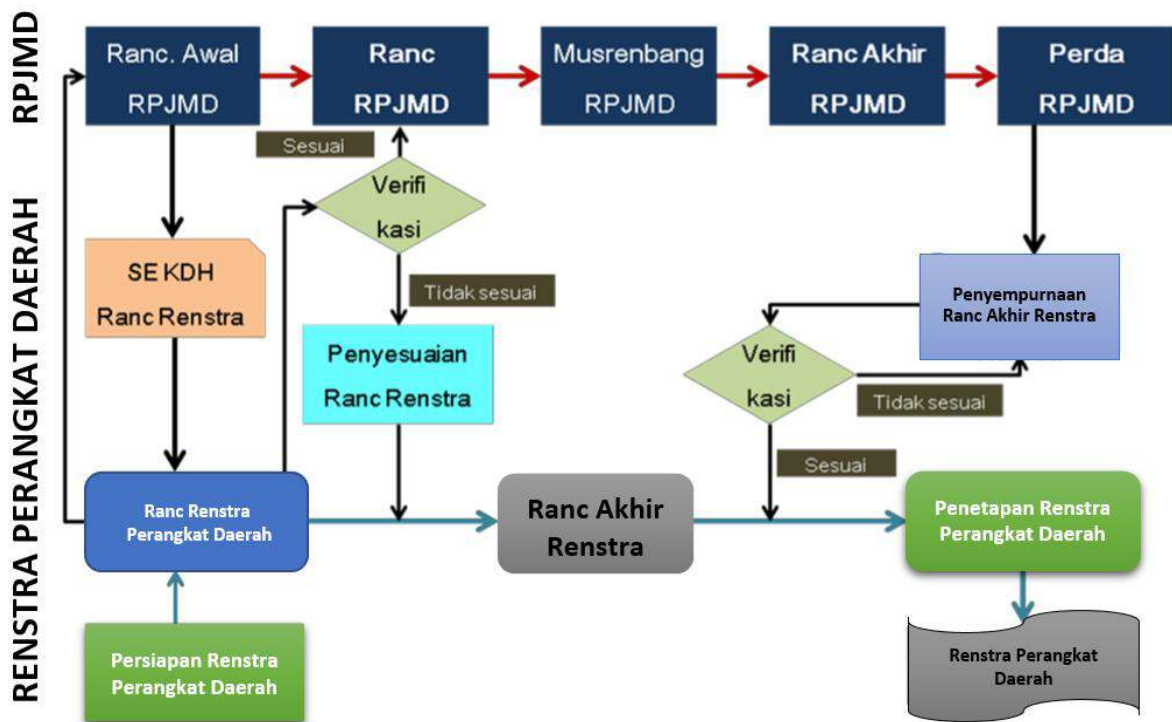 RPJMD
Ranc. Awal
RPJMD
Ranc
RPJMD
Musrenbang
RPJMD
Ranc Akhir
RPJMD
Perda
RPJMD
RENSTRA PERANGKAT DAERAH
Sesuai
Verifi
kasi
SE KDH
Ranc Renstra
Tidak sesuai
Penyesuaian
Ranc Renstra
Penyempurnaan
Ranc Akhir Renstra
Verifi
kasi
Tidak sesuai
Sesuai
Ranc Renstra
Perangkat Daerah
Ranc Akhir
Renstra
Penetapan Renstra
Perangkat Daerah
Persiapan Renstra
Perangkat Daerah
Renstra Perangkat
Daerah